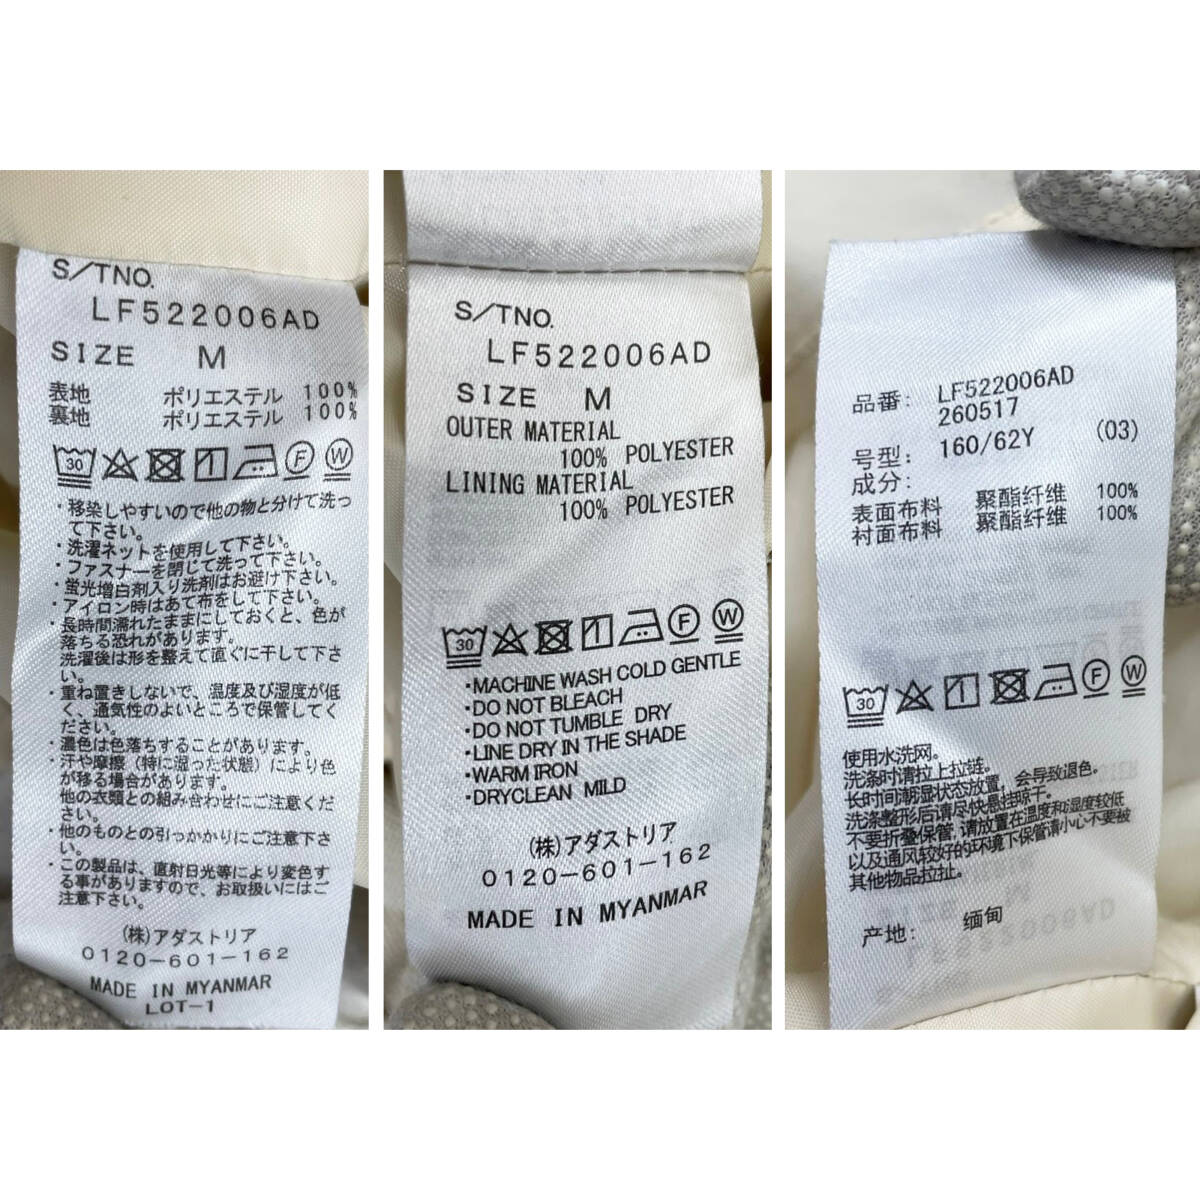 S/TNO.
LF522006AD
SIZE M
表地 ポリエステル 100%
裏地 ポリエステル 100%
30 F W
・移染しやすいので他の物と分けて洗っ
て下さい。
・洗濯ネットを使用して下さい。
・ファスナーを閉じて洗って下さい。
・蛍光増白剤入り洗剤はお避け下さい。
・アイロン時はあて布をして下さい。
・長時間濡れたままにしておくと、色が
落ちる恐れがあります。
洗濯後は形を整えて直ぐに干して下さ
い。
・重ね置きしないで、温度及び湿度が低
く、通気性のよいところで保管してく
ださい。
・濃色は色落ちすることがあります。
・汗や摩擦（特に湿った状態）により色
が移る場合があります。
他の衣類との組み合わせにご注意くだ
さい。
・他のものとの引っかかりにご注意下さ
い。
・この製品は、直射日光等により変色す
る事がありますので、お取扱いにはご
注意下さい。
(株)アダストリア
0120-601-162
MADE IN MYANMAR
LOT-1
S/TNO.
LF522006AD
SIZE M
OUTER MATERIAL
100% POLYESTER
LINING MATERIAL
100% POLYESTER
30 F W
・MACHINE WASH COLD GENTLE
・DO NOT BLEACH
・DO NOT TUMBLE DRY
・LINE DRY IN THE SHADE
・WARM IRON
・DRYCLEAN MILD
(株)アダストリア
0120-601-162
MADE IN MYANMAR
品番: LF522006AD
260517
号型: 160/62Y (03)
成分:
表面布料 聚酯纤维 100%
衬面布料 聚酯纤维 100%
30 F W
使用水洗网。
洗涤时请拉上拉链。
长时间潮湿状态放置，会导致退色。
洗涤整形后请尽快悬挂晾干。
不要折叠保管,请放置在温度和湿度较低
以及通风较好的环境下保管请小心不要被
其他物品拉扯。
产地: 缅甸